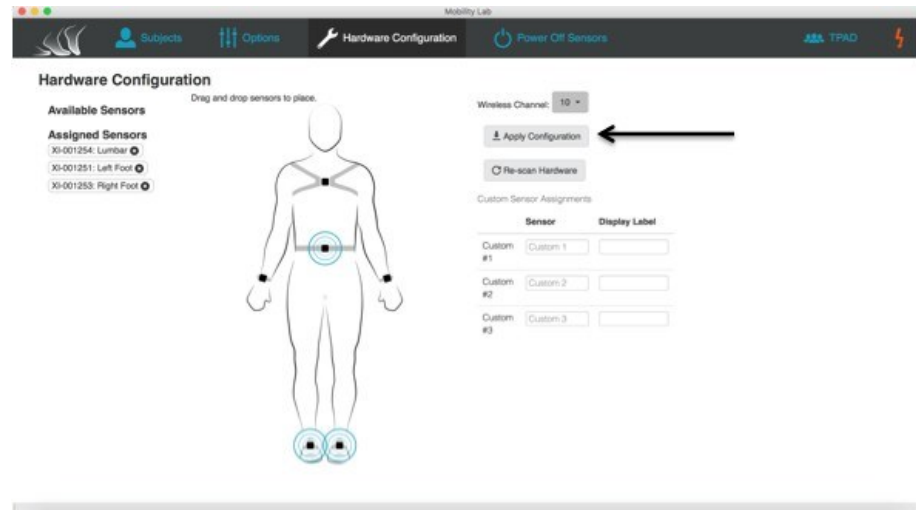 Mobility Lab
Subjects
Options
Hardware Configuration
Power Off Sensors
TPAD
Hardware Configuration
Available Sensors
Drag and drop sensors to place.
Assigned Sensors
XI-001254: Lumbar
XI-001251: Left Foot
XI-001253: Right Foot
Wireless Channel: 10
Apply Configuration
Re-scan Hardware
Custom Sensor Assignments
Sensor Display Label
Custom #1 Custom 1
Custom #2 Custom 2
Custom #3 Custom 3